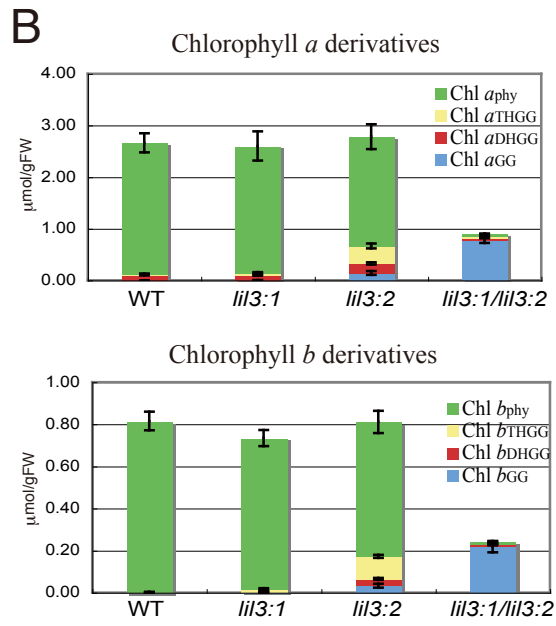 B
Chlorophyll a derivatives
μmol/gFW
4.00
3.00
2.00
1.00
0.00
Chl aphy
Chl aTHGG
Chl aDHGG
Chl aGG
WT
lil3:1
lil3:2
lil3:1/lil3:2
Chlorophyll b derivatives
μmol/gFW
1.00
0.80
0.60
0.40
0.20
0.00
Chl bphy
Chl bTHGG
Chl bDHGG
Chl bGG
WT
lil3:1
lil3:2
lil3:1/lil3:2